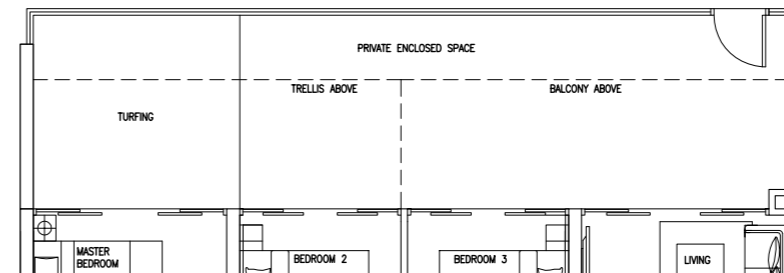 PRIVATE ENCLOSED SPACE
TRELLIS ABOVE
BALCONY ABOVE
TURFING
MASTER
BEDROOM
BEDROOM 2
BEDROOM 3
LIVING